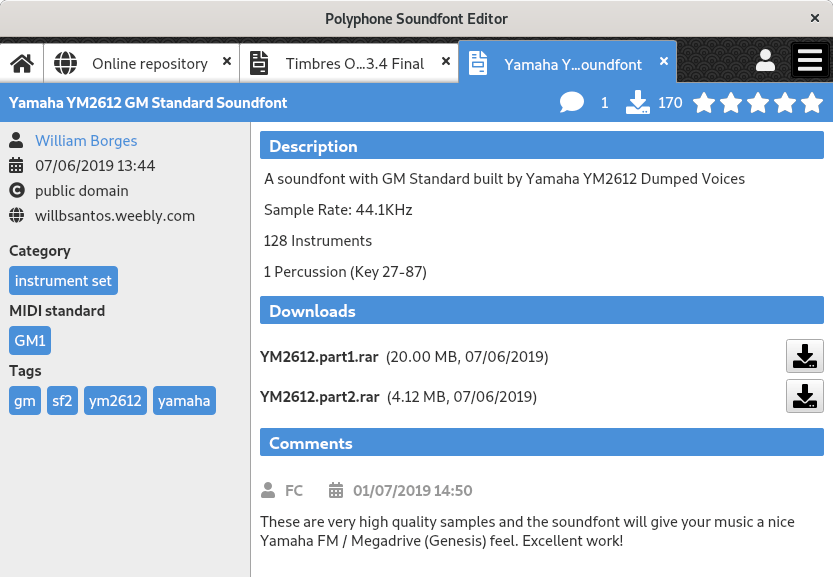 Polyphone Soundfont Editor
Online repository
Timbres O...3.4 Final
Yamaha Y...oundfont
Yamaha YM2612 GM Standard Soundfont
1
170
William Borges
07/06/2019 13:44
public domain
willbsantos.weebly.com
Category
instrument set
MIDI standard
GM1
Tags
gm sf2 ym2612 yamaha
Description
A soundfont with GM Standard built by Yamaha YM2612 Dumped Voices
Sample Rate: 44.1KHz
128 Instruments
1 Percussion (Key 27-87)
Downloads
YM2612.part1.rar (20.00 MB, 07/06/2019)
YM2612.part2.rar (4.12 MB, 07/06/2019)
Comments
FC 01/07/2019 14:50
These are very high quality samples and the soundfont will give your music a nice
Yamaha FM / Megadrive (Genesis) feel. Excellent work!